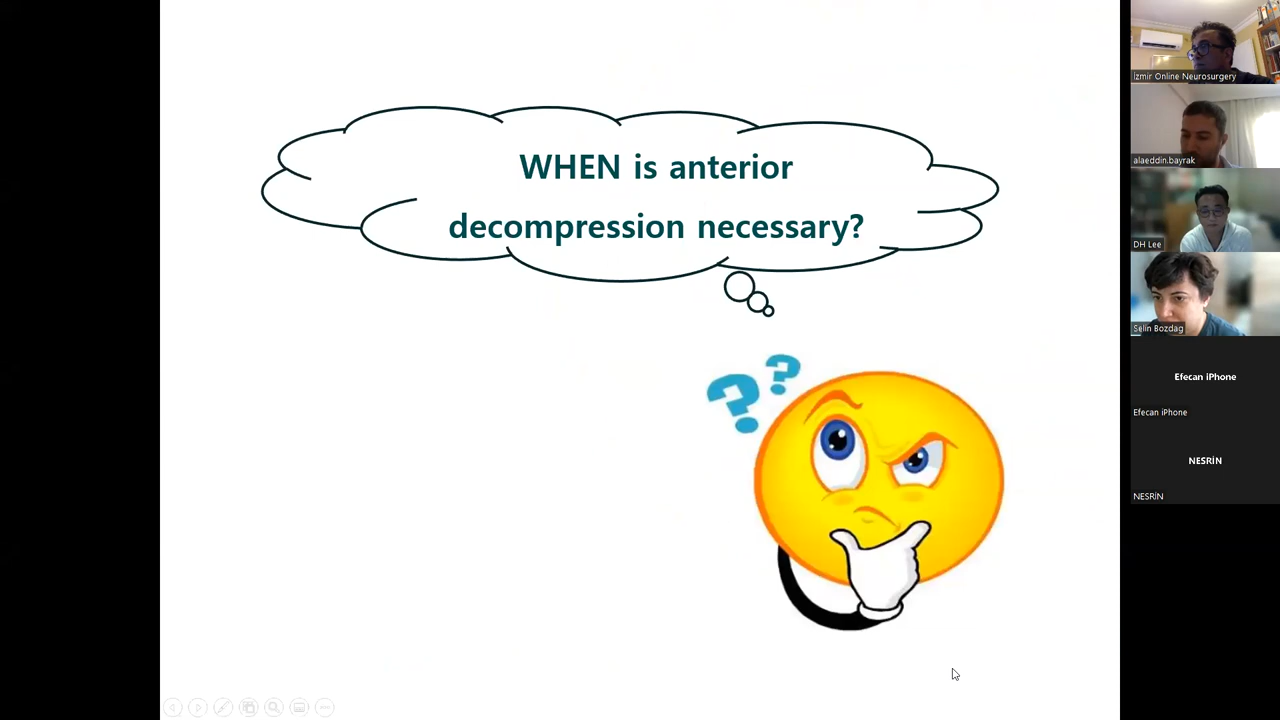 WHEN is anterior
decompression necessary?
? ?
İzmir Online Neurosurgery
alaeddin.bayrak
DH Lee
Selin Bozdag
Efecan iPhone
Efecan iPhone
NESRİN
NESRİN